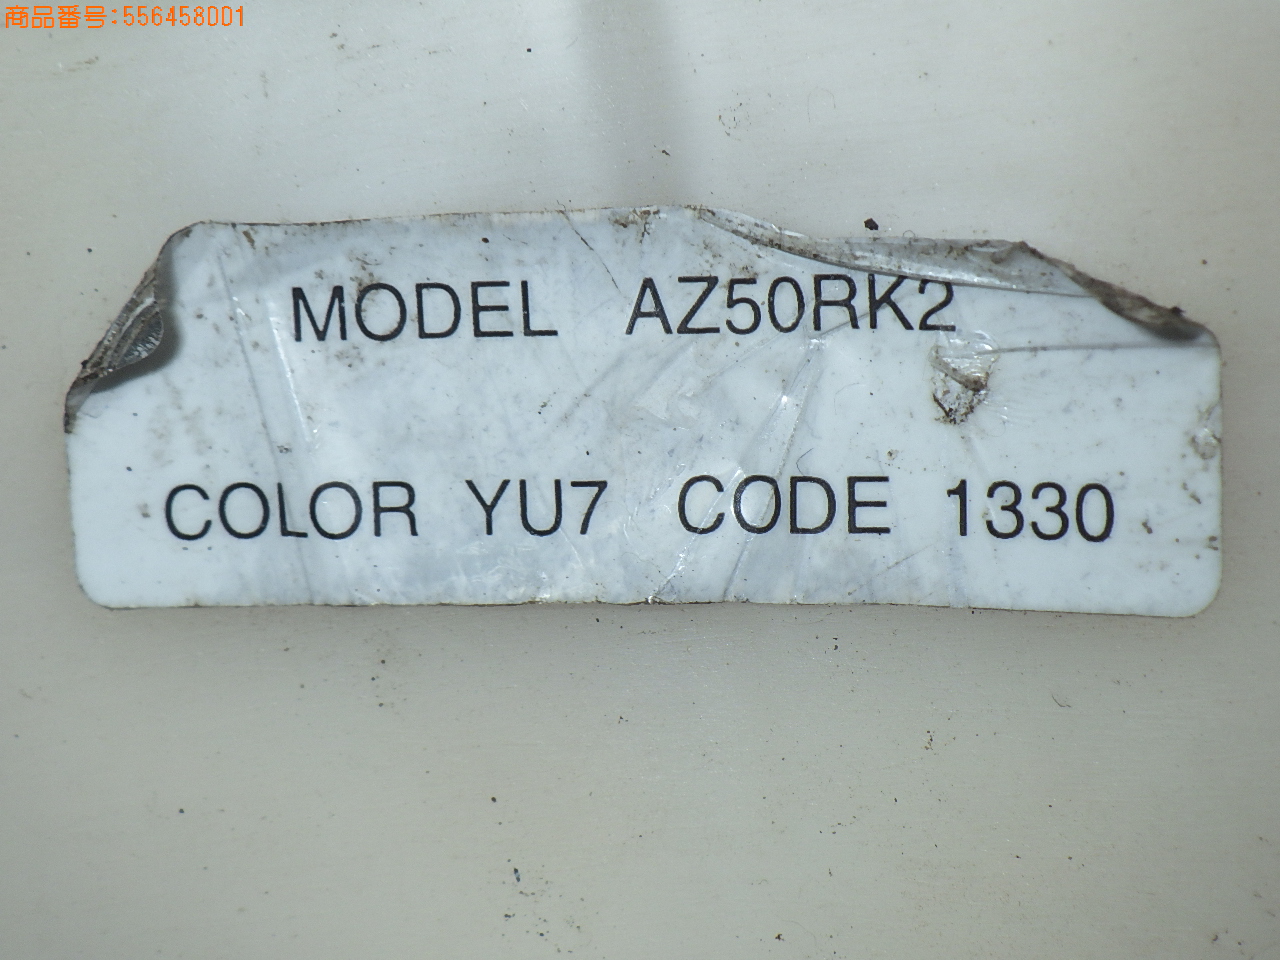 商品番号:556458001
MODEL AZ50RK2
COLOR YU7 CODE 1330